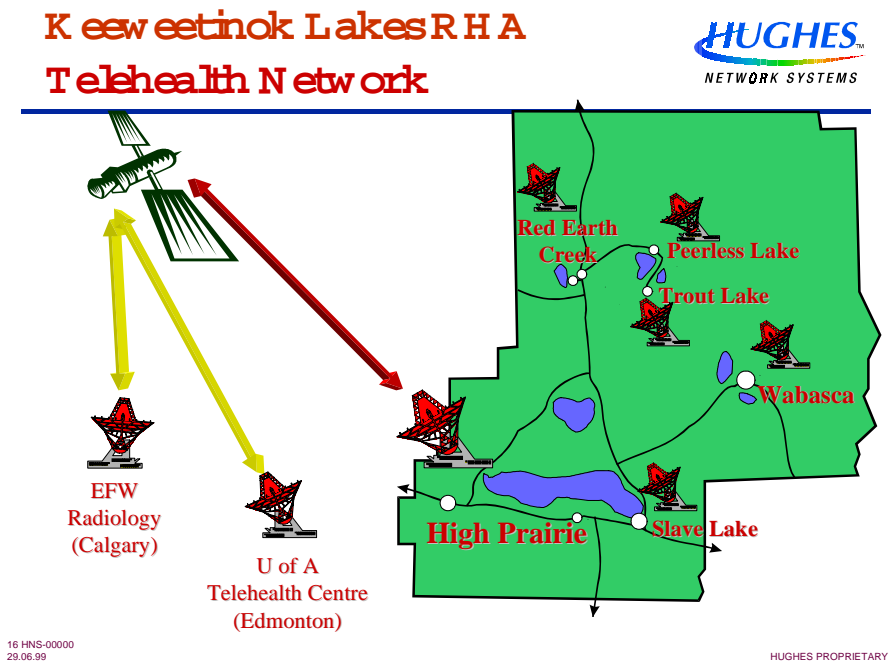 Keeweetinok Lakes RHA
Telehealth Network
HUGHES TM
NETWORK SYSTEMS
Red Earth
Creek
Peerless Lake
Trout Lake
Wabasca
EFW
Radiology
(Calgary)
High Prairie
Slave Lake
U of A
Telehealth Centre
(Edmonton)
16 HNS-00000
29.06.99
HUGHES PROPRIETARY